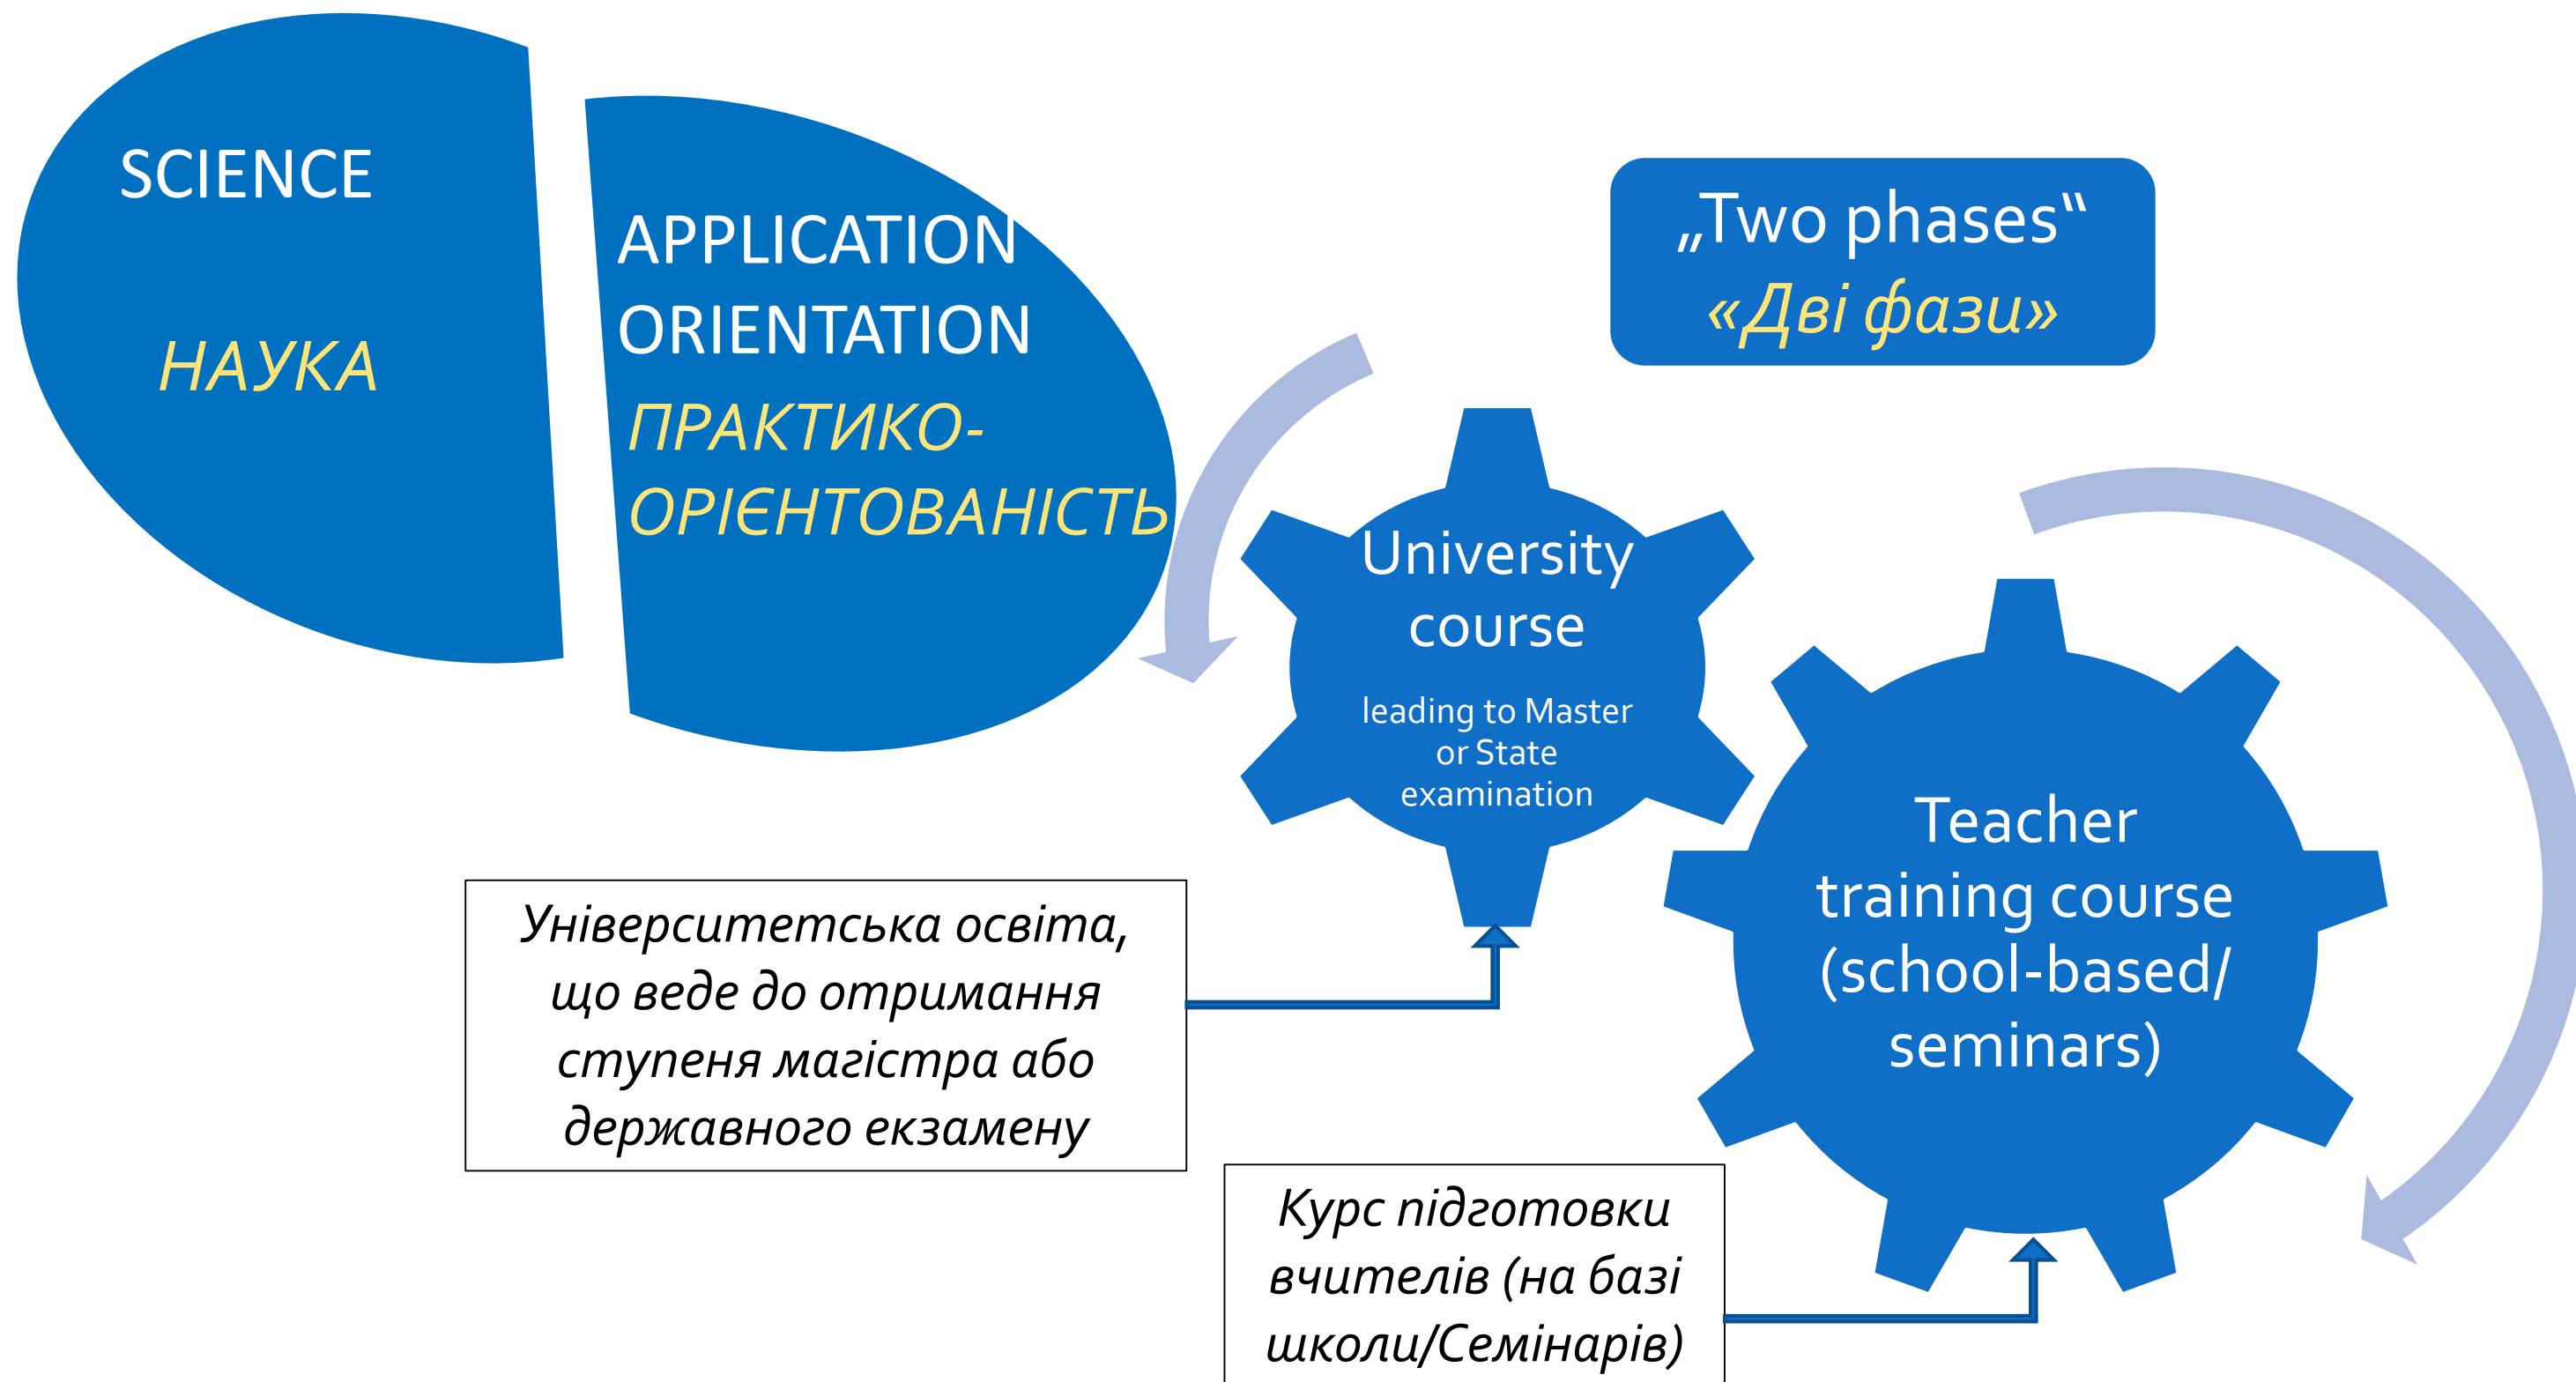 SCIENCE
НАУКА
APPLICATION
ORIENTATION
ПРАКТИКО-
ОРІЄНТОВАНІСТЬ
„Two phases“
«Дві фази»
University
course
leading to Master
or State
examination
Teacher
training course
(school-based/
seminars)
Університетська освіта,
що веде до отримання
ступеня магістра або
державного екзамену
Курс підготовки
вчителів (на базі
школи/Семінарів)